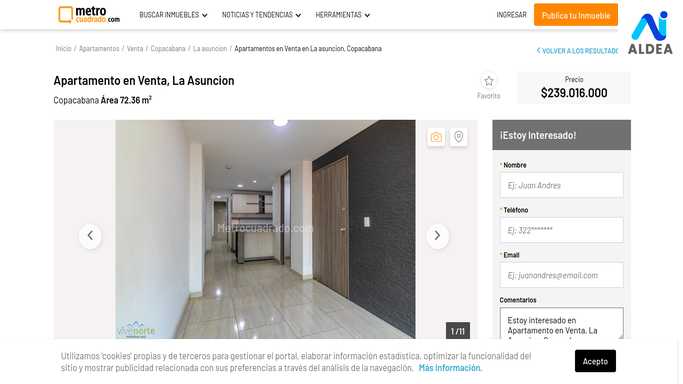 metro
cuadrado.com
BUSCAR INMUEBLES
NOTICIAS Y TENDENCIAS
HERRAMIENTAS
INGRESAR
Publica tu Inmueble
ALDEA
Inicio / Apartamentos / Venta / Copacabana / La asuncion / Apartamentos en Venta en La asuncion, Copacabana
VOLVER A LOS RESULTADO
Apartamento en Venta, La Asuncion
Copacabana Área 72.36 m²
Favorito
Precio
$239.016.000
Metrocuadrado.com
vivenorte
1 / 11
¡Estoy Interesado!
* Nombre
Ej: Juan Andres
* Teléfono
Ej: 322*******
* Email
Ej: juanandres@email.com
Comentarios
Estoy interesado en
Apartamento en Venta, La
Utilizamos 'cookies' propias y de terceros para gestionar el portal, elaborar información estadística, optimizar la funcionalidad del
sitio y mostrar publicidad relacionada con sus preferencias a través del análisis de la navegación. Más Información.
Acepto